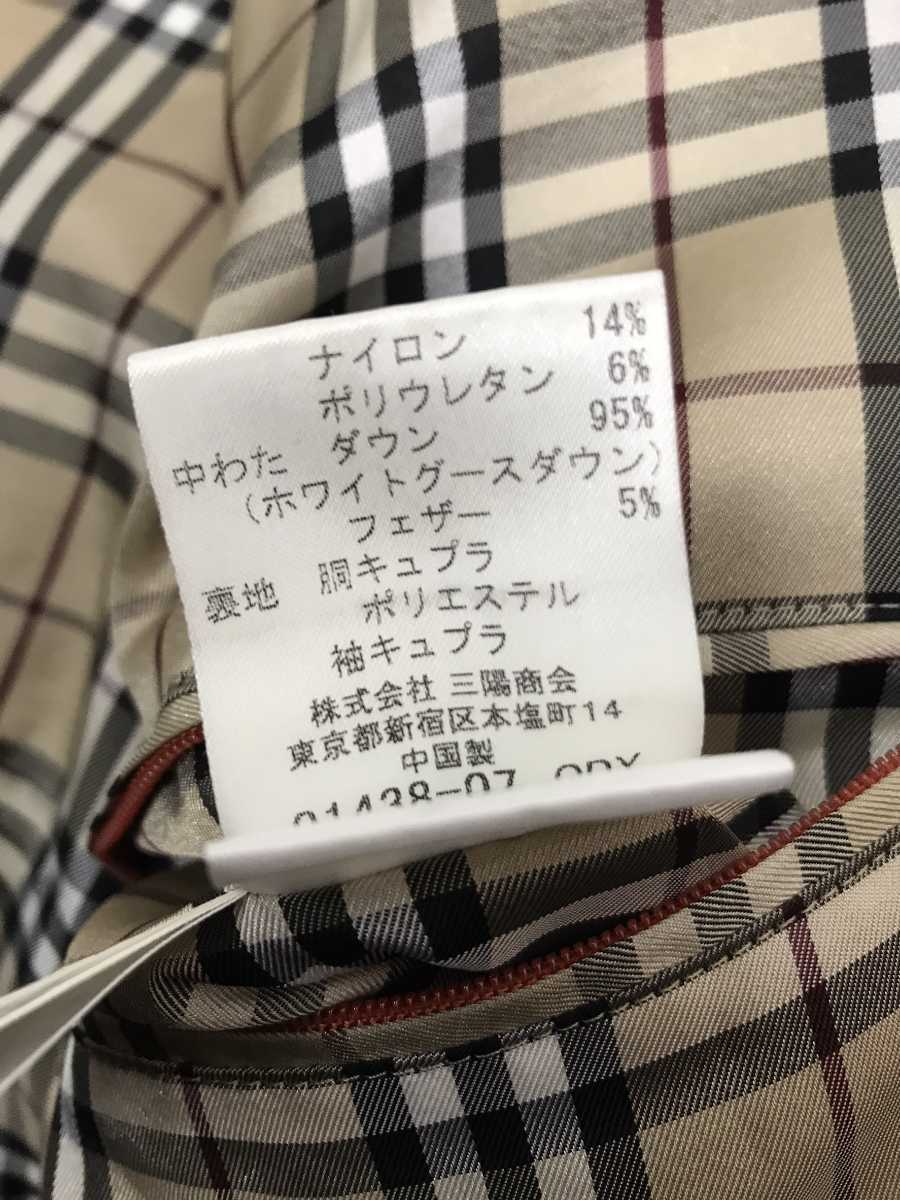 ナイロン 14%
ポリウレタン 6%
中わた ダウン 95%
(ホワイトグースダウン)
フェザー 5%
裏地 胴キュプラ
ポリエステル
袖キュプラ
株式会社 三陽商会
東京都新宿区本塩町14
中国製